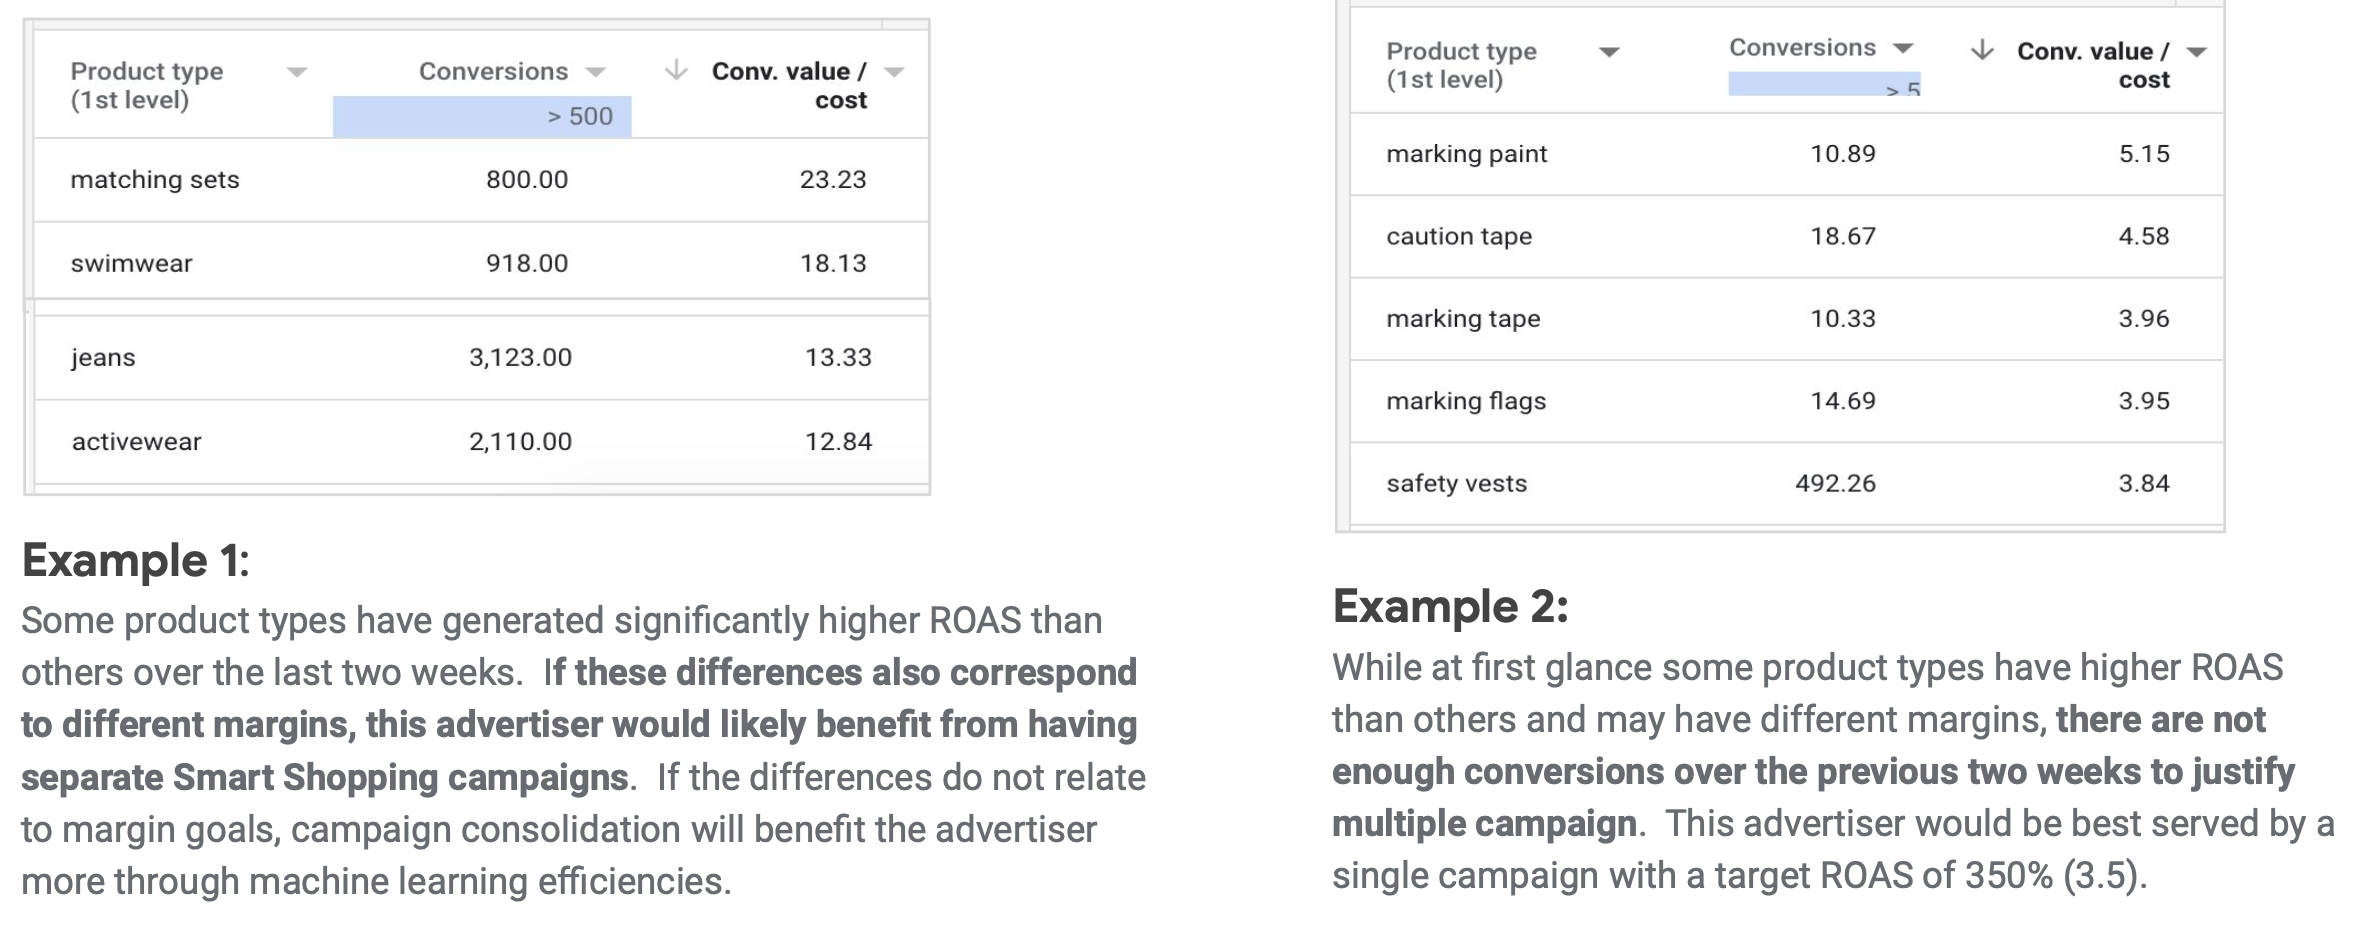 Product type Conversions Conv. value /
(1st level) cost
> 500
matching sets 800.00 23.23
swimwear 918.00 18.13
jeans 3,123.00 13.33
activewear 2,110.00 12.84
Example 1:
Some product types have generated significantly higher ROAS than
others over the last two weeks.  If these differences also correspond
to different margins, this advertiser would likely benefit from having
separate Smart Shopping campaigns.  If the differences do not relate
to margin goals, campaign consolidation will benefit the advertiser
more through machine learning efficiencies.
Product type Conversions Conv. value /
(1st level) cost
> 5
marking paint 10.89 5.15
caution tape 18.67 4.58
marking tape 10.33 3.96
marking flags 14.69 3.95
safety vests 492.26 3.84
Example 2:
While at first glance some product types have higher ROAS
than others and may have different margins, there are not
enough conversions over the previous two weeks to justify
multiple campaign.  This advertiser would be best served by a
single campaign with a target ROAS of 350% (3.5).